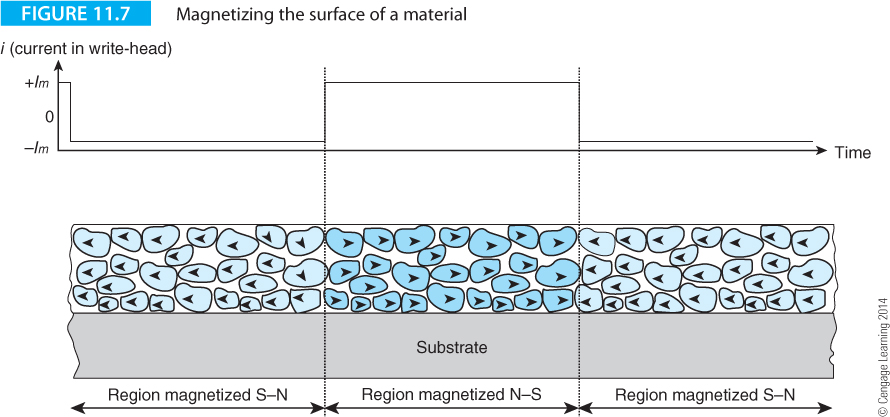 FIGURE 11.7 Magnetizing the surface of a material
i (current in write-head)
+Im
0
–Im
Time
Substrate
Region magnetized S–N
Region magnetized N–S
Region magnetized S–N
© Cengage Learning 2014